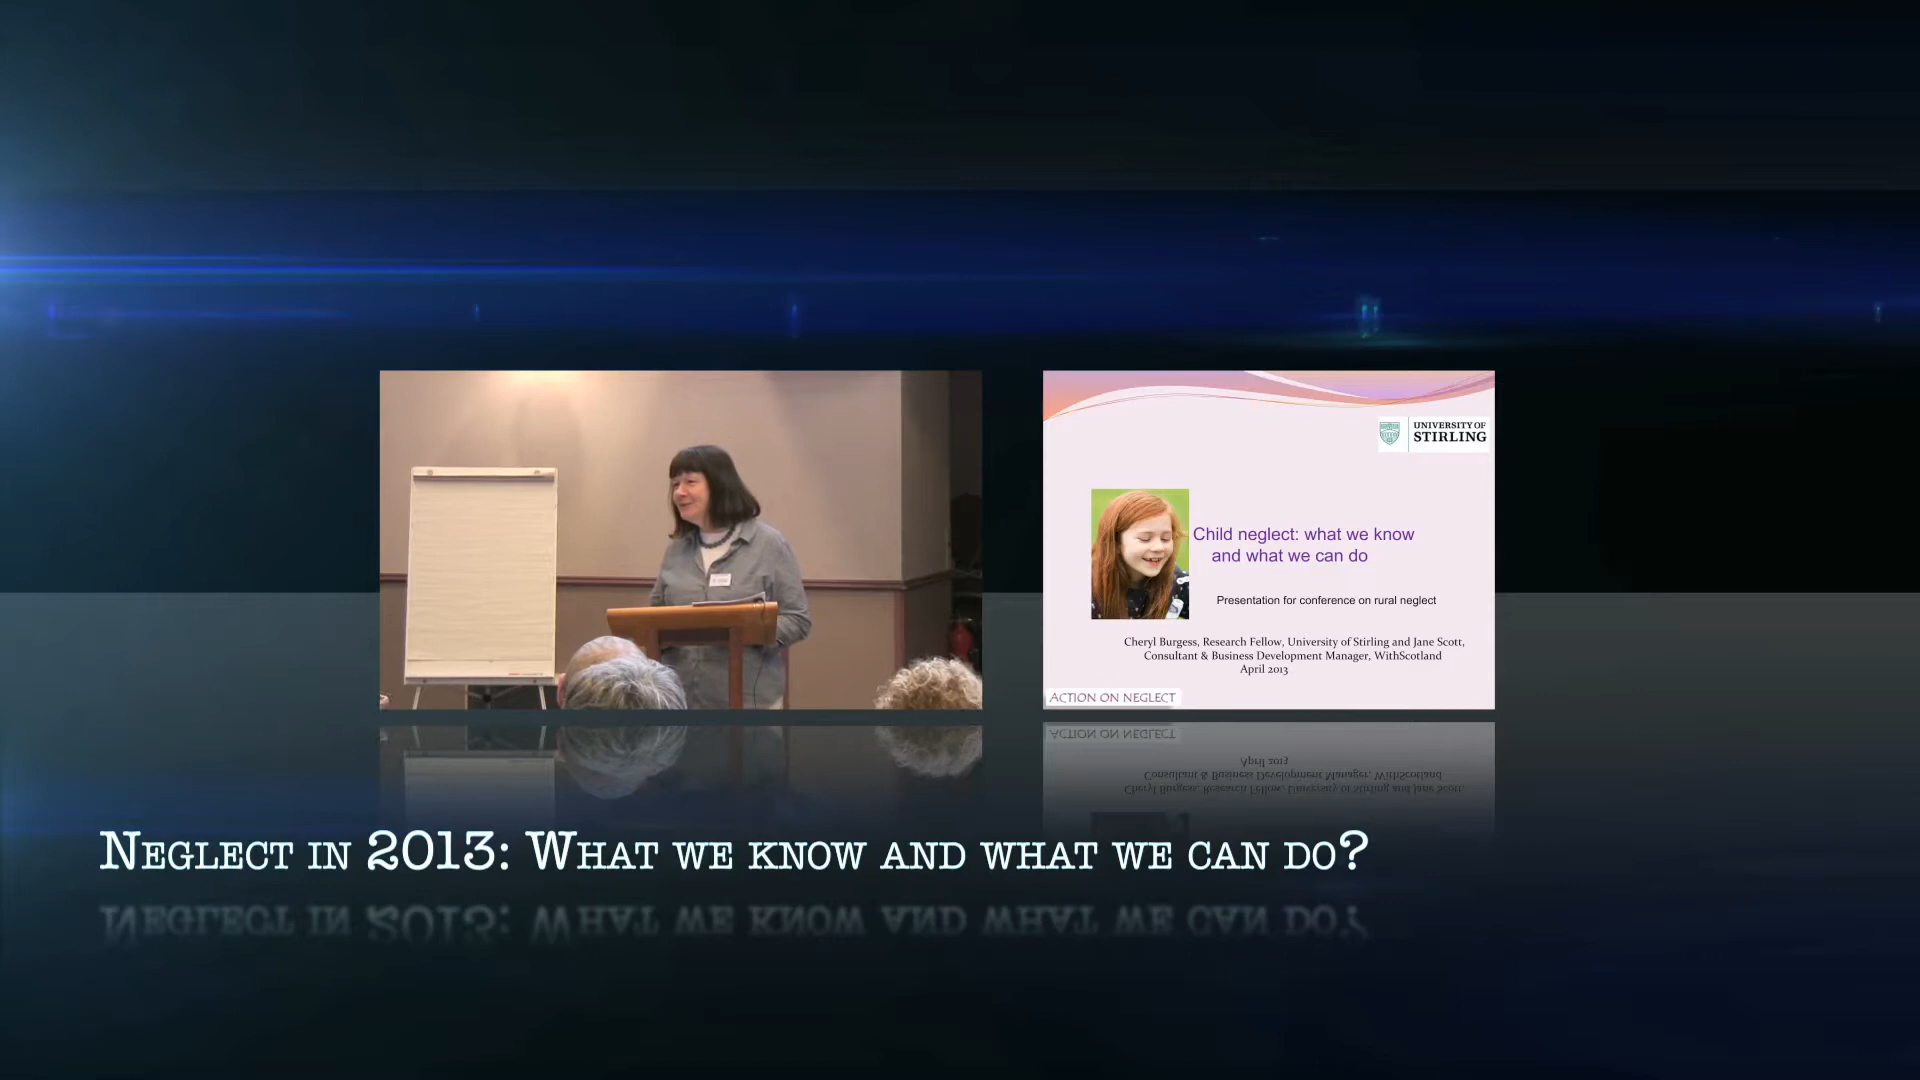 UNIVERSITY OF
STIRLING
Child neglect: what we know
and what we can do
Presentation for conference on rural neglect
Cheryl Burgess, Research Fellow, University of Stirling and Jane Scott,
Consultant & Business Development Manager, WithScotland
April 2013
ACTION ON NEGLECT
NEGLECT IN 2013: WHAT WE KNOW AND WHAT WE CAN DO?